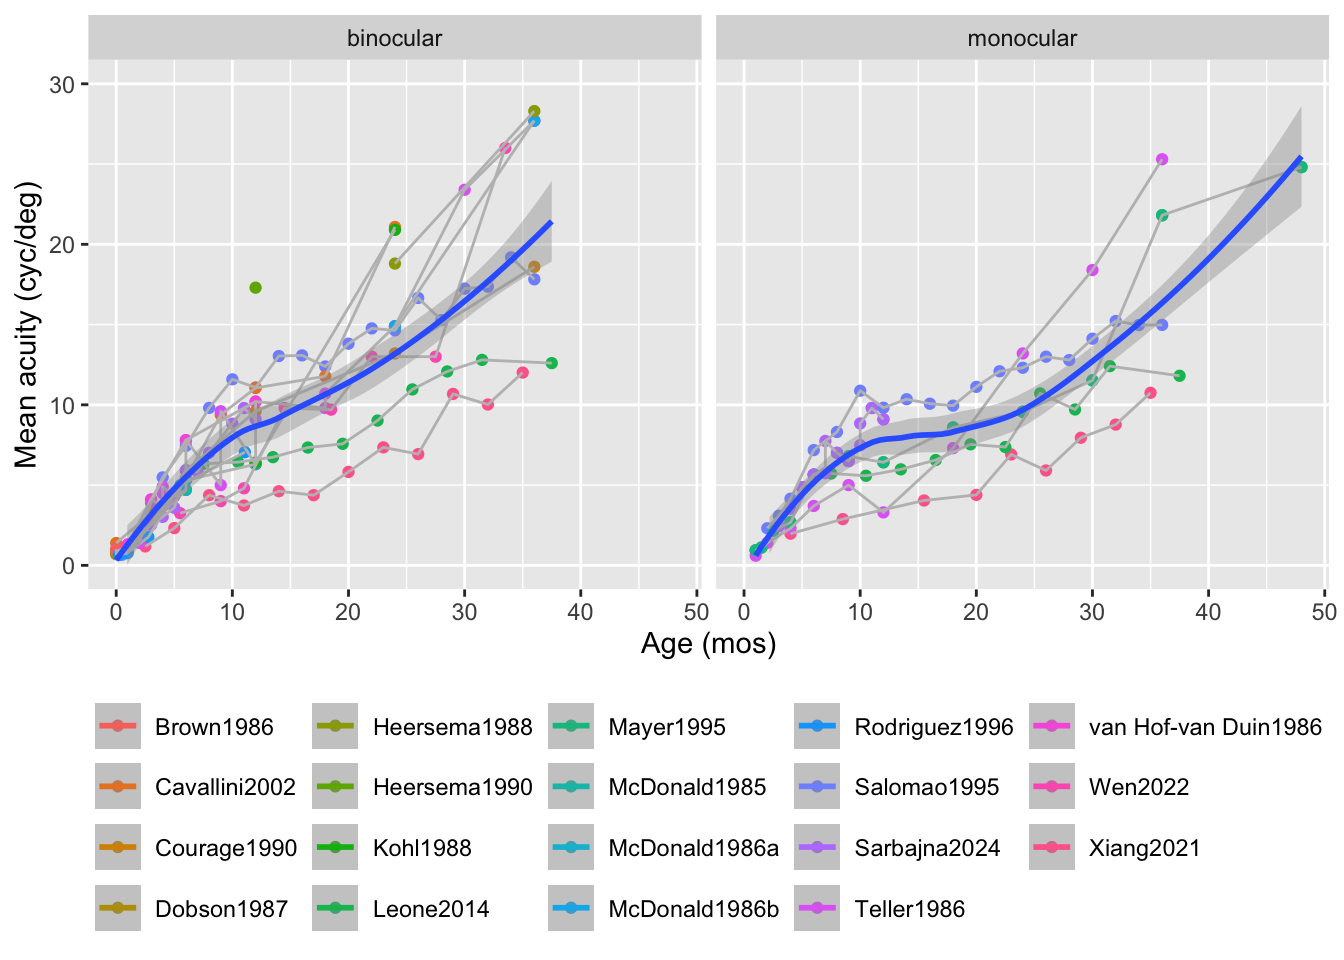 binocular monocular
30
20
10
0
Mean acuity (cyc/deg)
0 10 20 30 40 50 0 10 20 30 40 50
Age (mos)
Brown1986 Heersema1988 Mayer1995 Rodriguez1996 van Hof-van Duin1986
Cavallini2002 Heersema1990 McDonald1985 Salomao1995 Wen2022
Courage1990 Kohl1988 McDonald1986a Sarbajna2024 Xiang2021
Dobson1987 Leone2014 McDonald1986b Teller1986